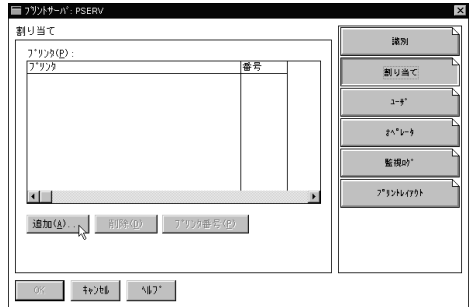 ﾌﾟﾘﾝﾄｻｰﾊﾞ: PSERV
割り当て
ﾌﾟﾘﾝﾀ(P):
ﾌﾟﾘﾝﾀ 番号
追加(A)... 削除(D) ﾌﾟﾘﾝﾀ番号(P)
OK ｷｬﾝｾﾙ ﾍﾙﾌﾟ
識別
割り当て
ﾕｰｻﾞ
ｵﾍﾟﾚｰﾀ
監視ﾛｸﾞ
ﾌﾟﾘﾝﾄﾚｲｱｳﾄ